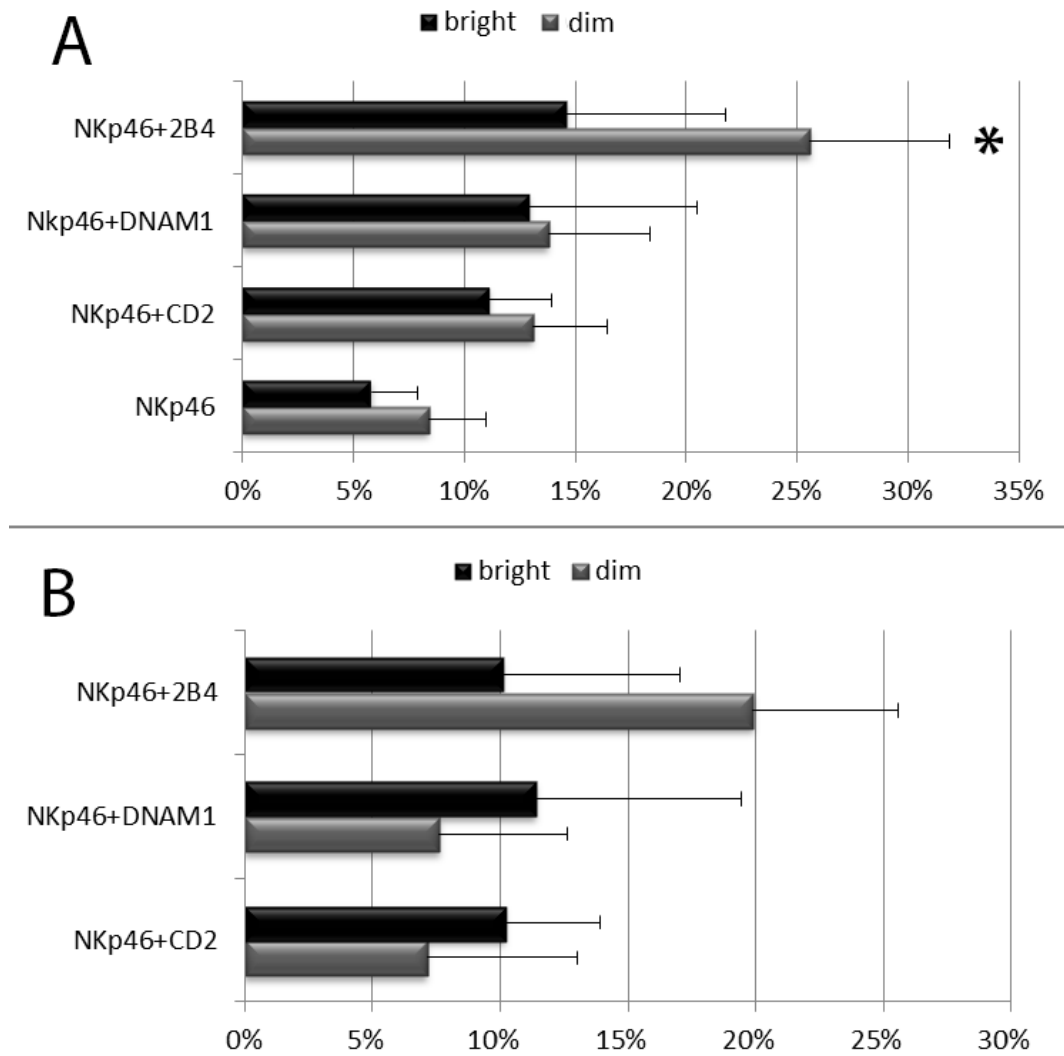 A
bright dim
NKp46+2B4
*
Nkp46+DNAM1
NKp46+CD2
NKp46
0% 5% 10% 15% 20% 25% 30% 35%
B
bright dim
NKp46+2B4
NKp46+DNAM1
NKp46+CD2
0% 5% 10% 15% 20% 25% 30%